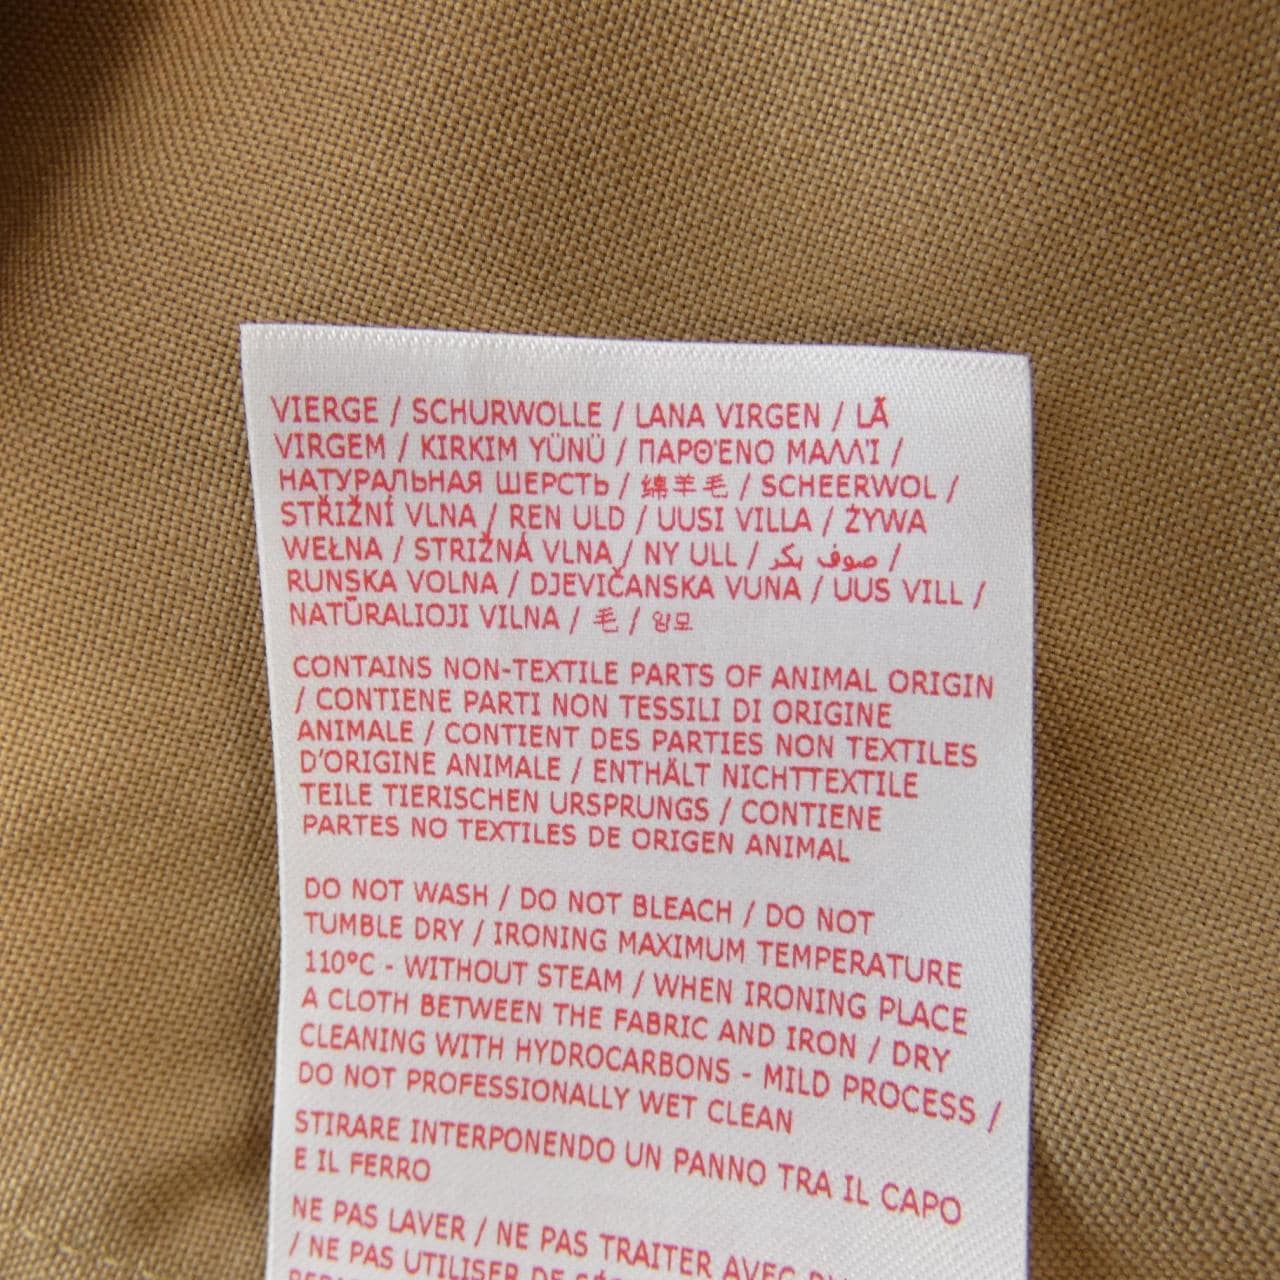 VIERGE / SCHURWOLLE / LANA VIRGEN / LÃ
VIRGEM / KIRKIM YÜNÜ / ΠΑΡΘΈΝΟ ΜΑΛΛΊ /
НАТУРАЛЬНАЯ ШЕРСТЬ / 绵羊毛 / SCHEERWOL /
STŘIŽNÍ VLNA / REN ULD / UUSI VILLA / ŻYWA
WEŁNA / STRIŽNÁ VLNA / NY ULL / صوف بكر /
RUNSKA VOLNA / DJEVIČANSKA VUNA / UUS VILL /
NATŪRALIOJI VILNA / 毛 / 양모
CONTAINS NON-TEXTILE PARTS OF ANIMAL ORIGIN
/ CONTIENE PARTI NON TESSILI DI ORIGINE
ANIMALE / CONTIENT DES PARTIES NON TEXTILES
D'ORIGINE ANIMALE / ENTHÄLT NICHTTEXTILE
TEILE TIERISCHEN URSPRUNGS / CONTIENE
PARTES NO TEXTILES DE ORIGEN ANIMAL
DO NOT WASH / DO NOT BLEACH / DO NOT
TUMBLE DRY / IRONING MAXIMUM TEMPERATURE
110°C - WITHOUT STEAM / WHEN IRONING PLACE
A CLOTH BETWEEN THE FABRIC AND IRON / DRY
CLEANING WITH HYDROCARBONS - MILD PROCESS /
DO NOT PROFESSIONALLY WET CLEAN
STIRARE INTERPONENDO UN PANNO TRA IL CAPO
E IL FERRO
NE PAS LAVER / NE PAS TRAITER AVEC
/ NE PAS UTILISER DE